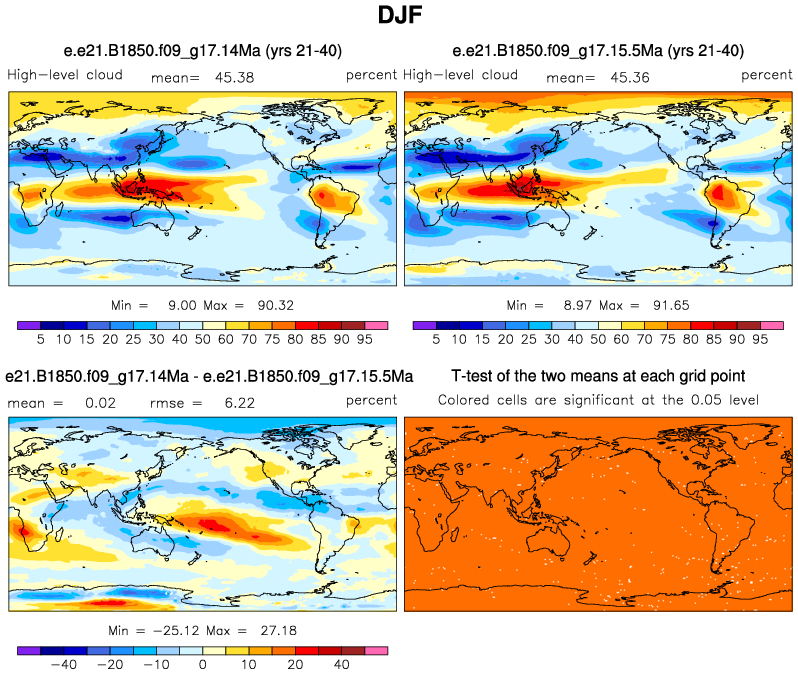 DJF
e.e21.B1850.f09_g17.14Ma (yrs 21-40)
High-level cloud mean= 45.38 percent
Min = 9.00 Max = 90.32
5 10 15 20 25 30 40 50 60 70 75 80 85 90 95
e.e21.B1850.f09_g17.15.5Ma (yrs 21-40)
High-level cloud mean= 45.36 percent
Min = 8.97 Max = 91.65
5 10 15 20 25 30 40 50 60 70 75 80 85 90 95
e21.B1850.f09_g17.14Ma - e.e21.B1850.f09_g17.15.5Ma
mean = 0.02 rmse = 6.22 percent
Min = -25.12 Max = 27.18
-40 -20 -10 0 10 20 40
T-test of the two means at each grid point
Colored cells are significant at the 0.05 level